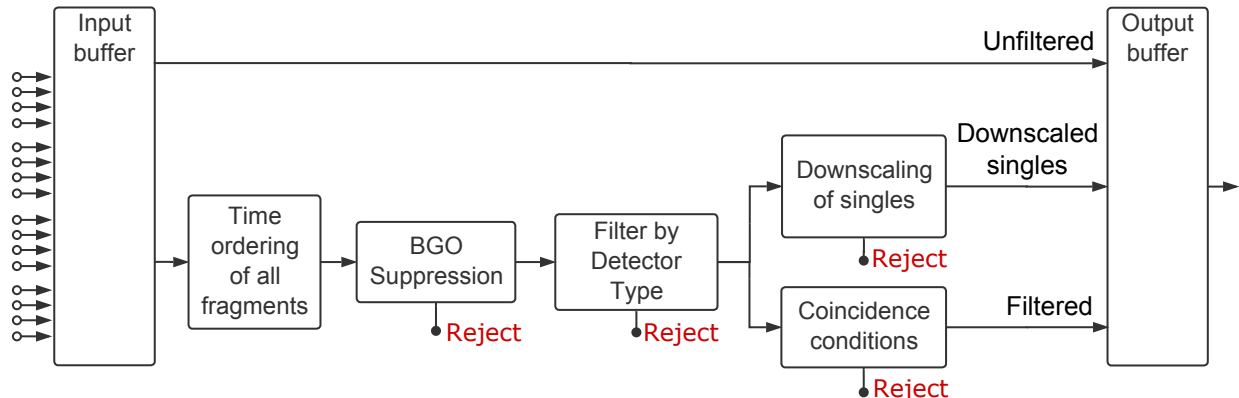 Input
buffer
Unfiltered
Output
buffer
Downscaled
singles
Downscaling
of singles
Reject
Time
ordering
of all
fragments
BGO
Suppression
Reject
Filter by
Detector
Type
Reject
Coincidence
conditions
Filtered
Reject